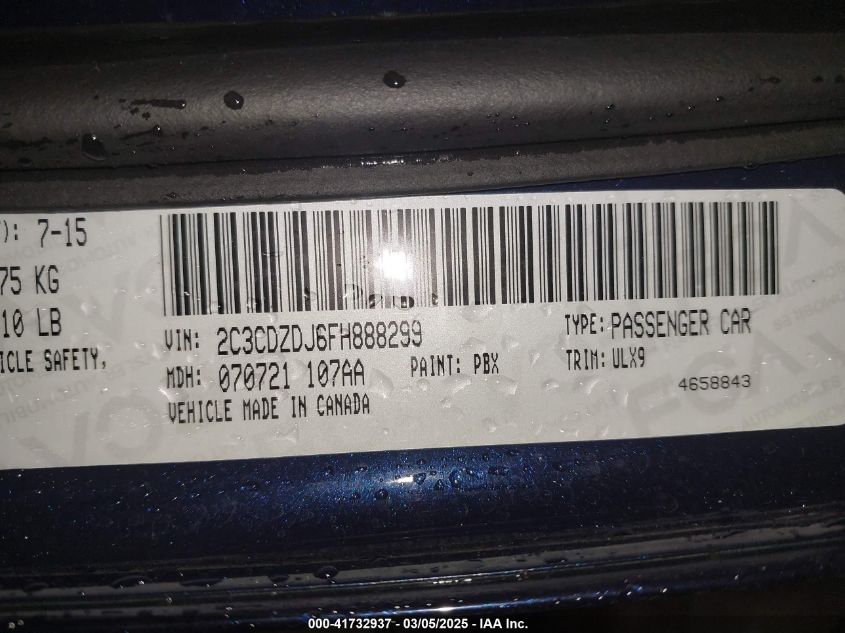 ): 7-15
75 KG
10 LB
ICLE SAFETY,
VIN: 2C3CDZDJ6FH888299
TYPE: PASSENGER CAR
MDH: 070721 107AA
PAINT: PBX
TRIM: ULX9
VEHICLE MADE IN CANADA
4658843
000-41732937 - 03/05/2025 - IAA Inc.